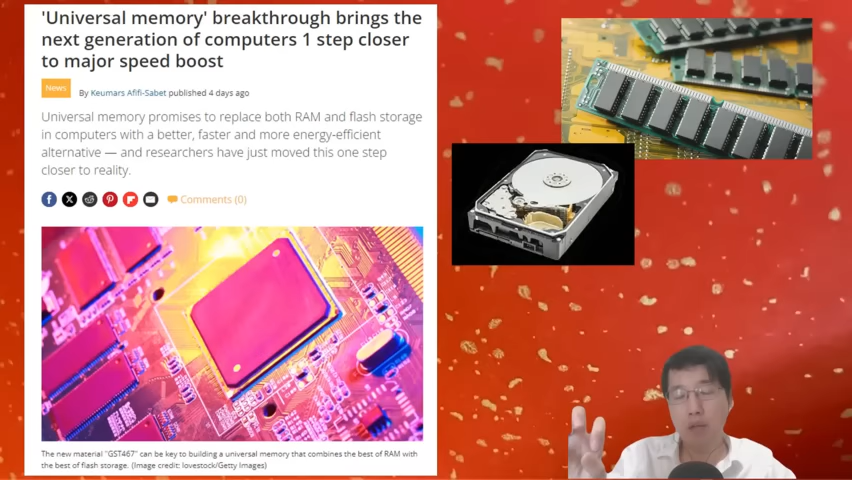 'Universal memory' breakthrough brings the
next generation of computers 1 step closer
to major speed boost
News
By Keumars Afifi-Sabet published 4 days ago
Universal memory promises to replace both RAM and flash storage
in computers with a better, faster and more energy-efficient
alternative — and researchers have just moved this one step
closer to reality.
Comments (0)
The new material "GST467" can be key to building a universal memory that combines the best of RAM with
the best of flash storage. (Image credit: lovestock/Getty Images)